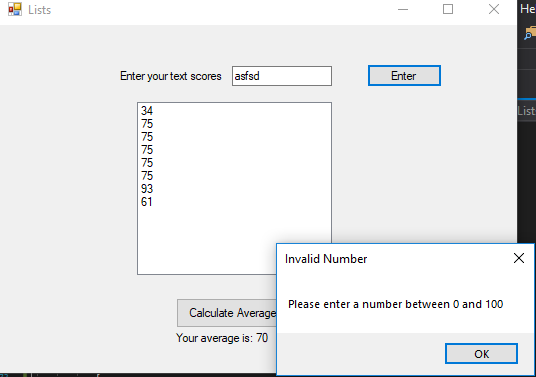 Lists
He
Enter your text scores asfsd Enter
List
34
75
75
75
75
75
93
61
Invalid Number
Please enter a number between 0 and 100
Calculate Average
Your average is: 70
OK